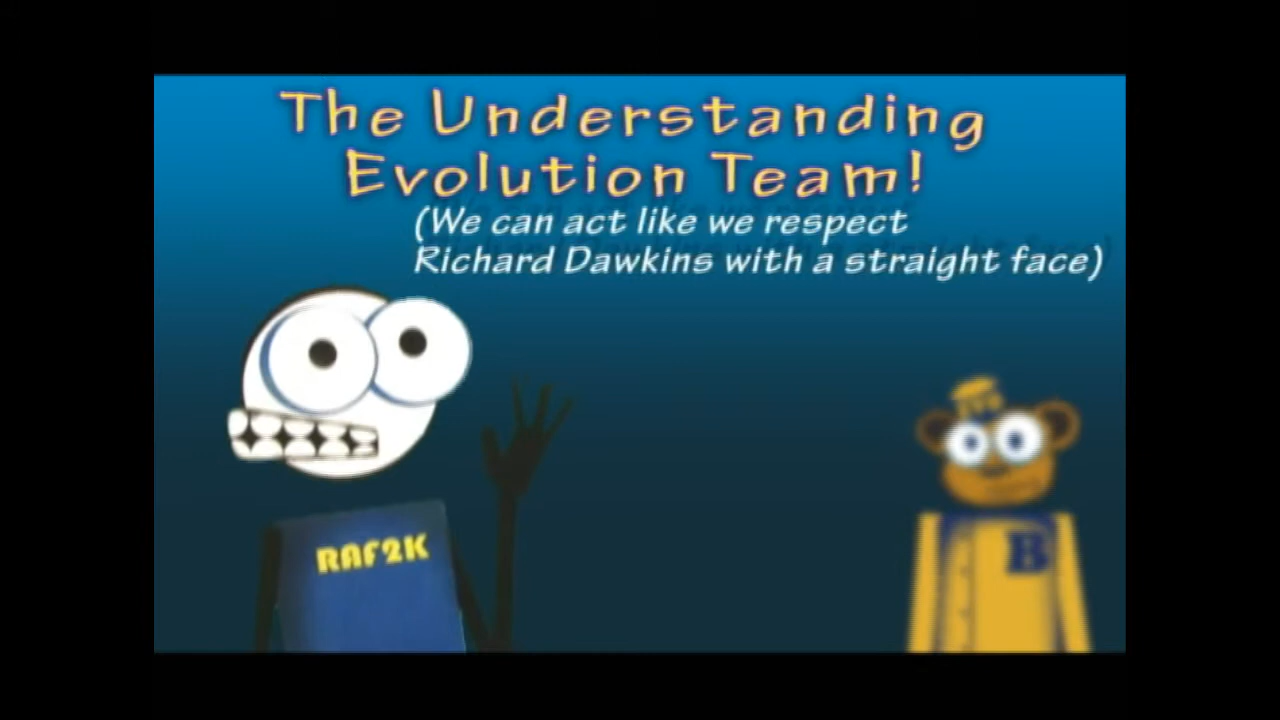 The Understanding
Evolution Team!
(We can act like we respect
Richard Dawkins with a straight face)
RAF2K
B